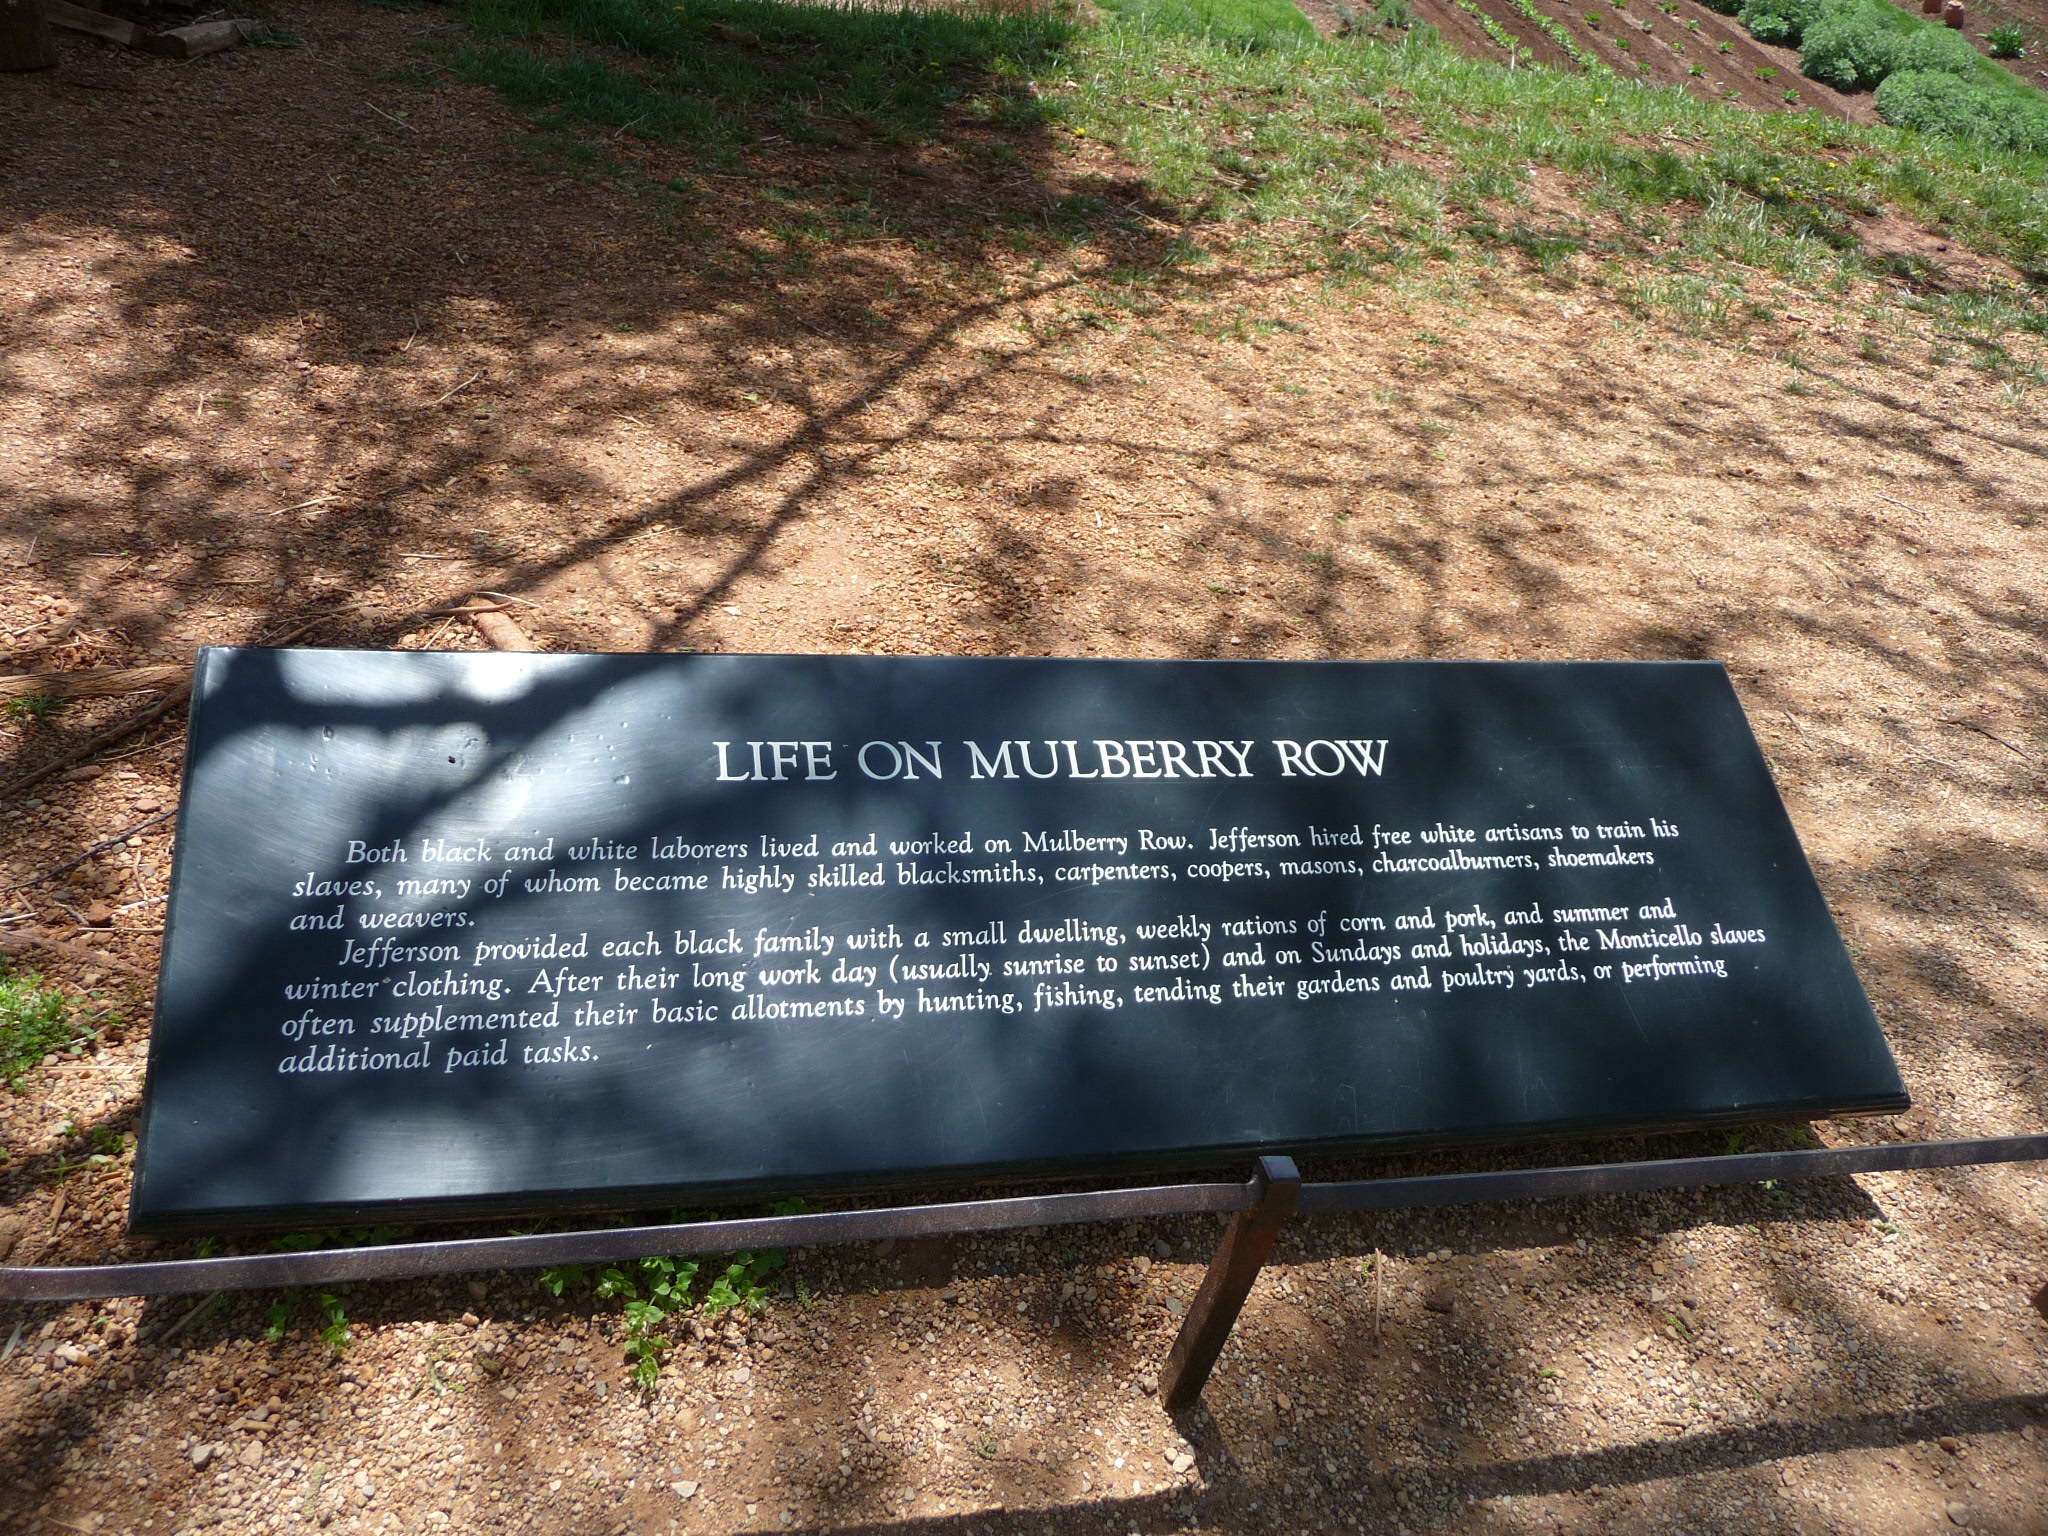 LIFE ON MULBERRY ROW
Both black and white laborers lived and worked on Mulberry Row. Jefferson hired free white artisans to train his
slaves, many of whom became highly skilled blacksmiths, carpenters, coopers, masons, charcoalburners, shoemakers
and weavers.
Jefferson provided each black family with a small dwelling, weekly rations of corn and pork, and summer and
winter clothing. After their long work day (usually sunrise to sunset) and on Sundays and holidays, the Monticello slaves
often supplemented their basic allotments by hunting, fishing, tending their gardens and poultry yards, or performing
additional paid tasks.